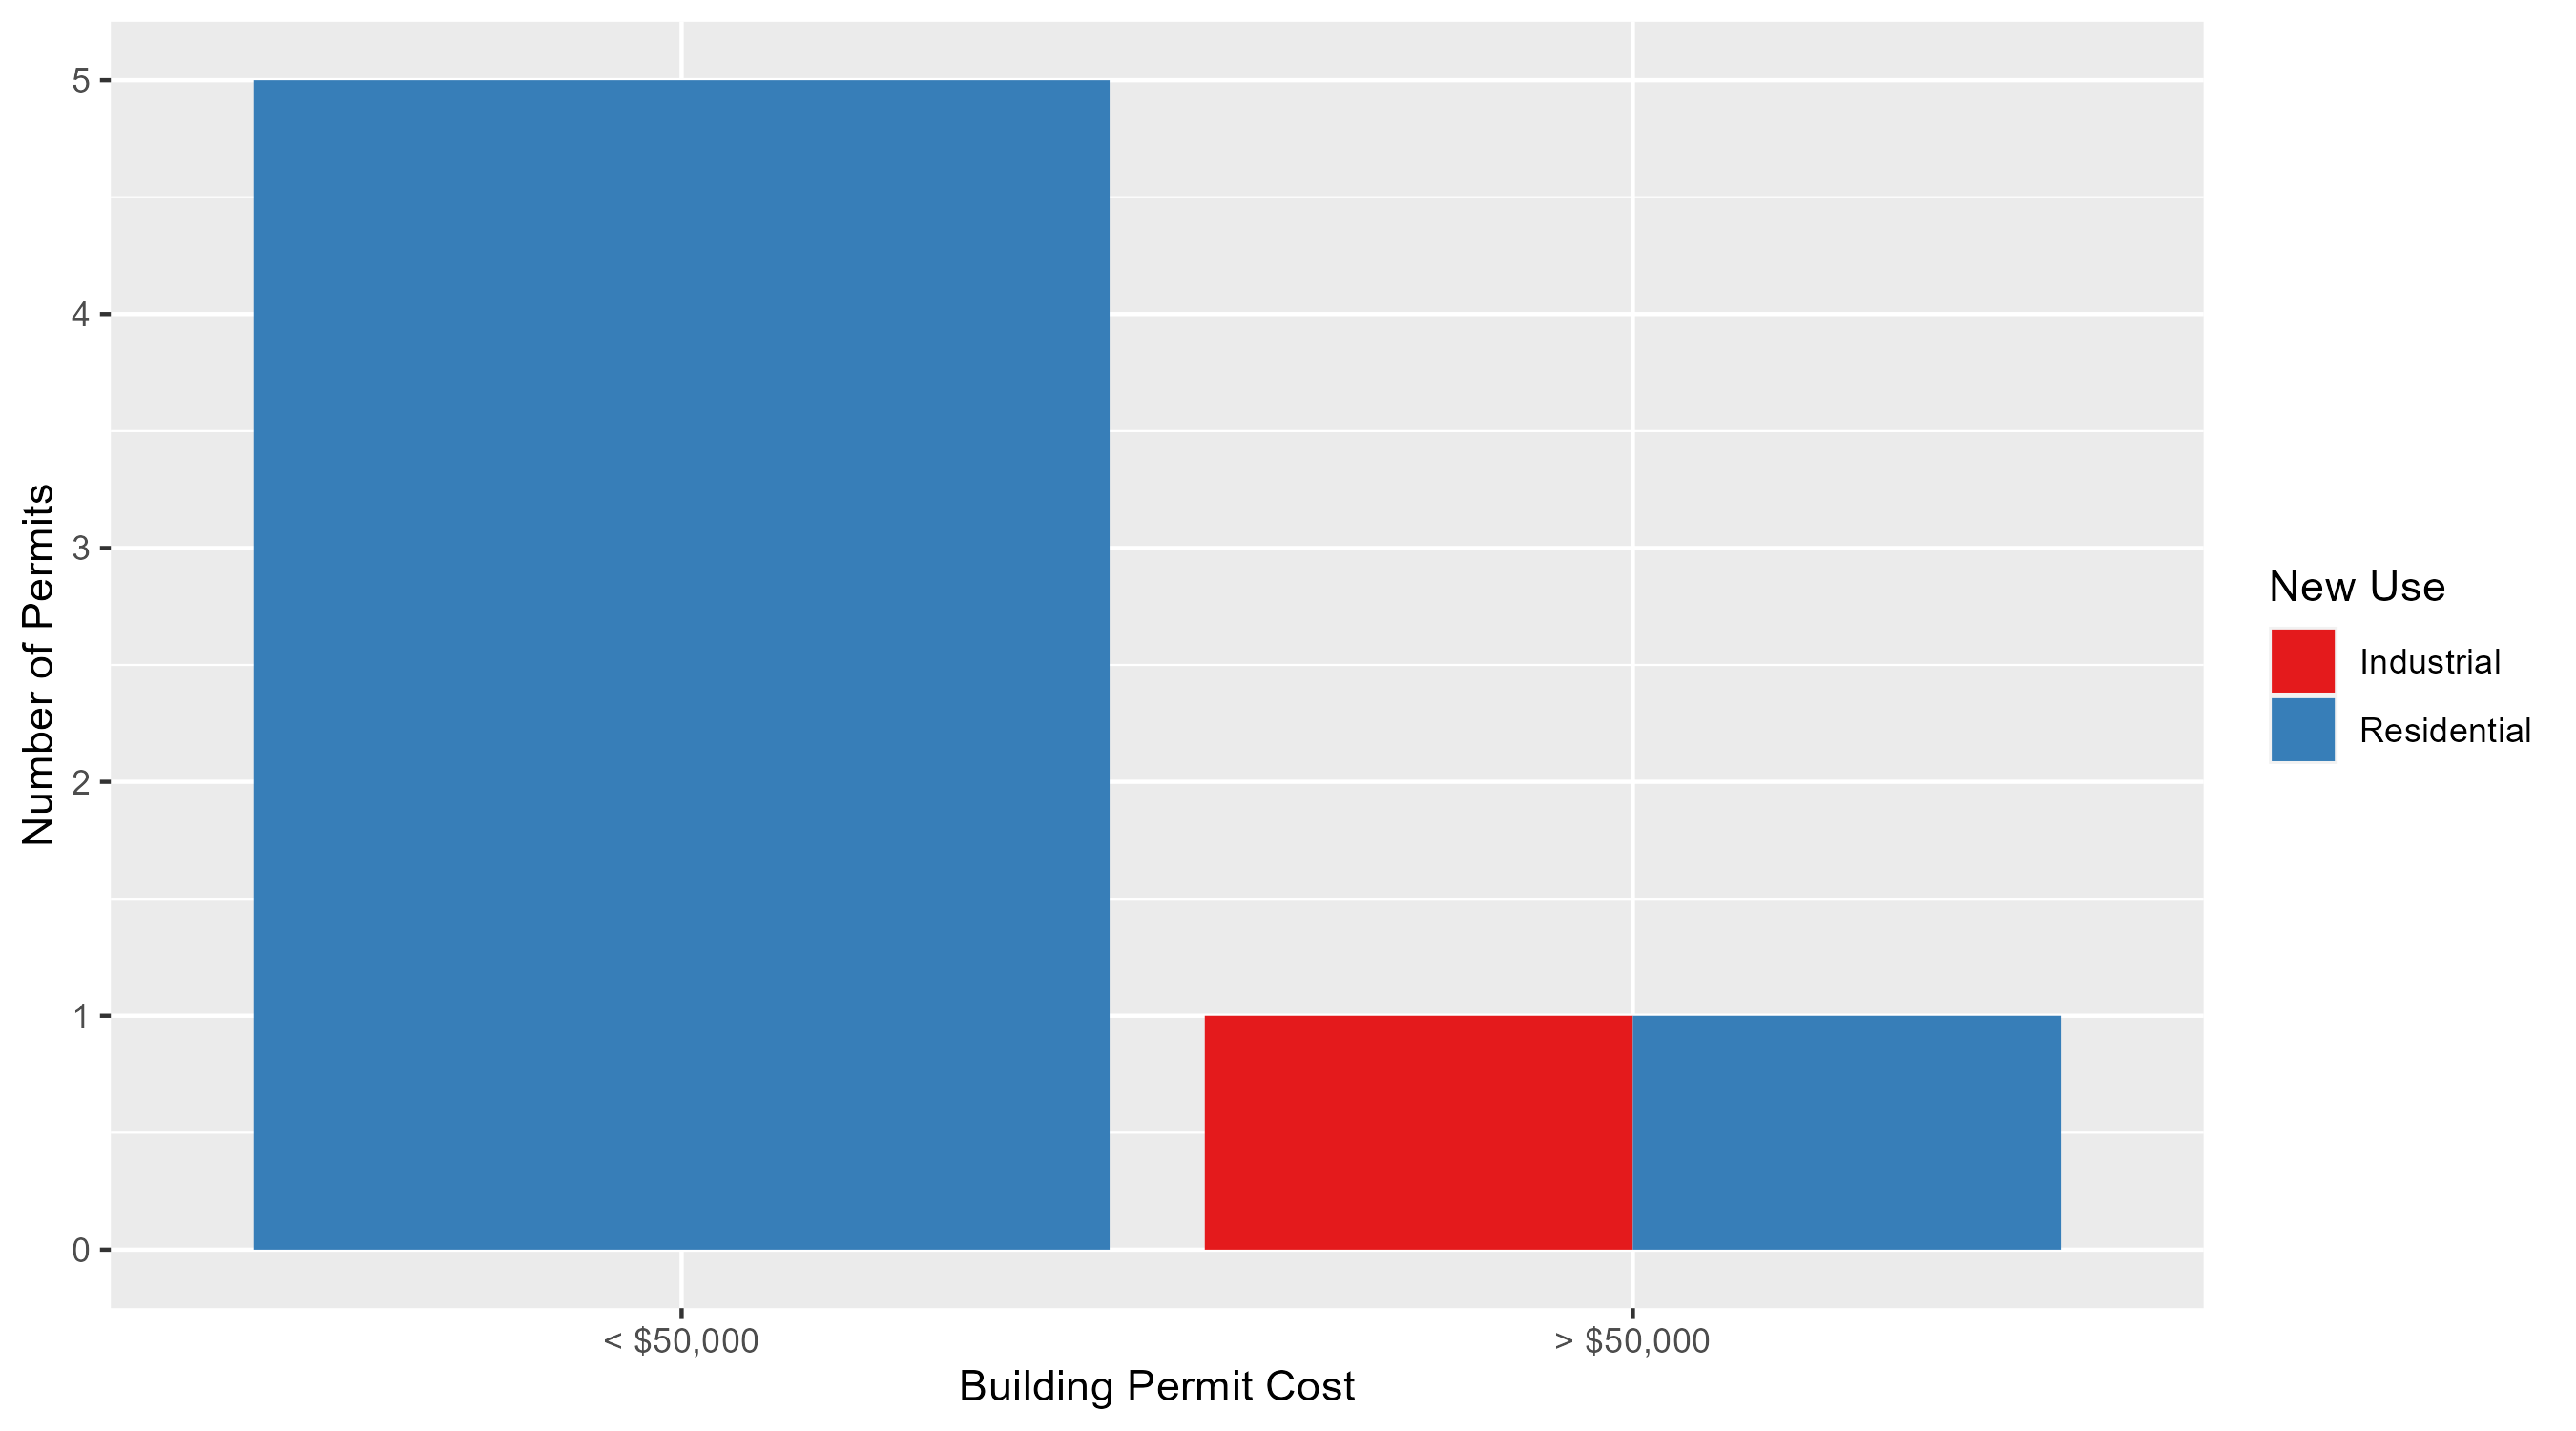 Number of Permits
5
4
3
2
1
0
< $50,000
> $50,000
Building Permit Cost
New Use
Industrial
Residential